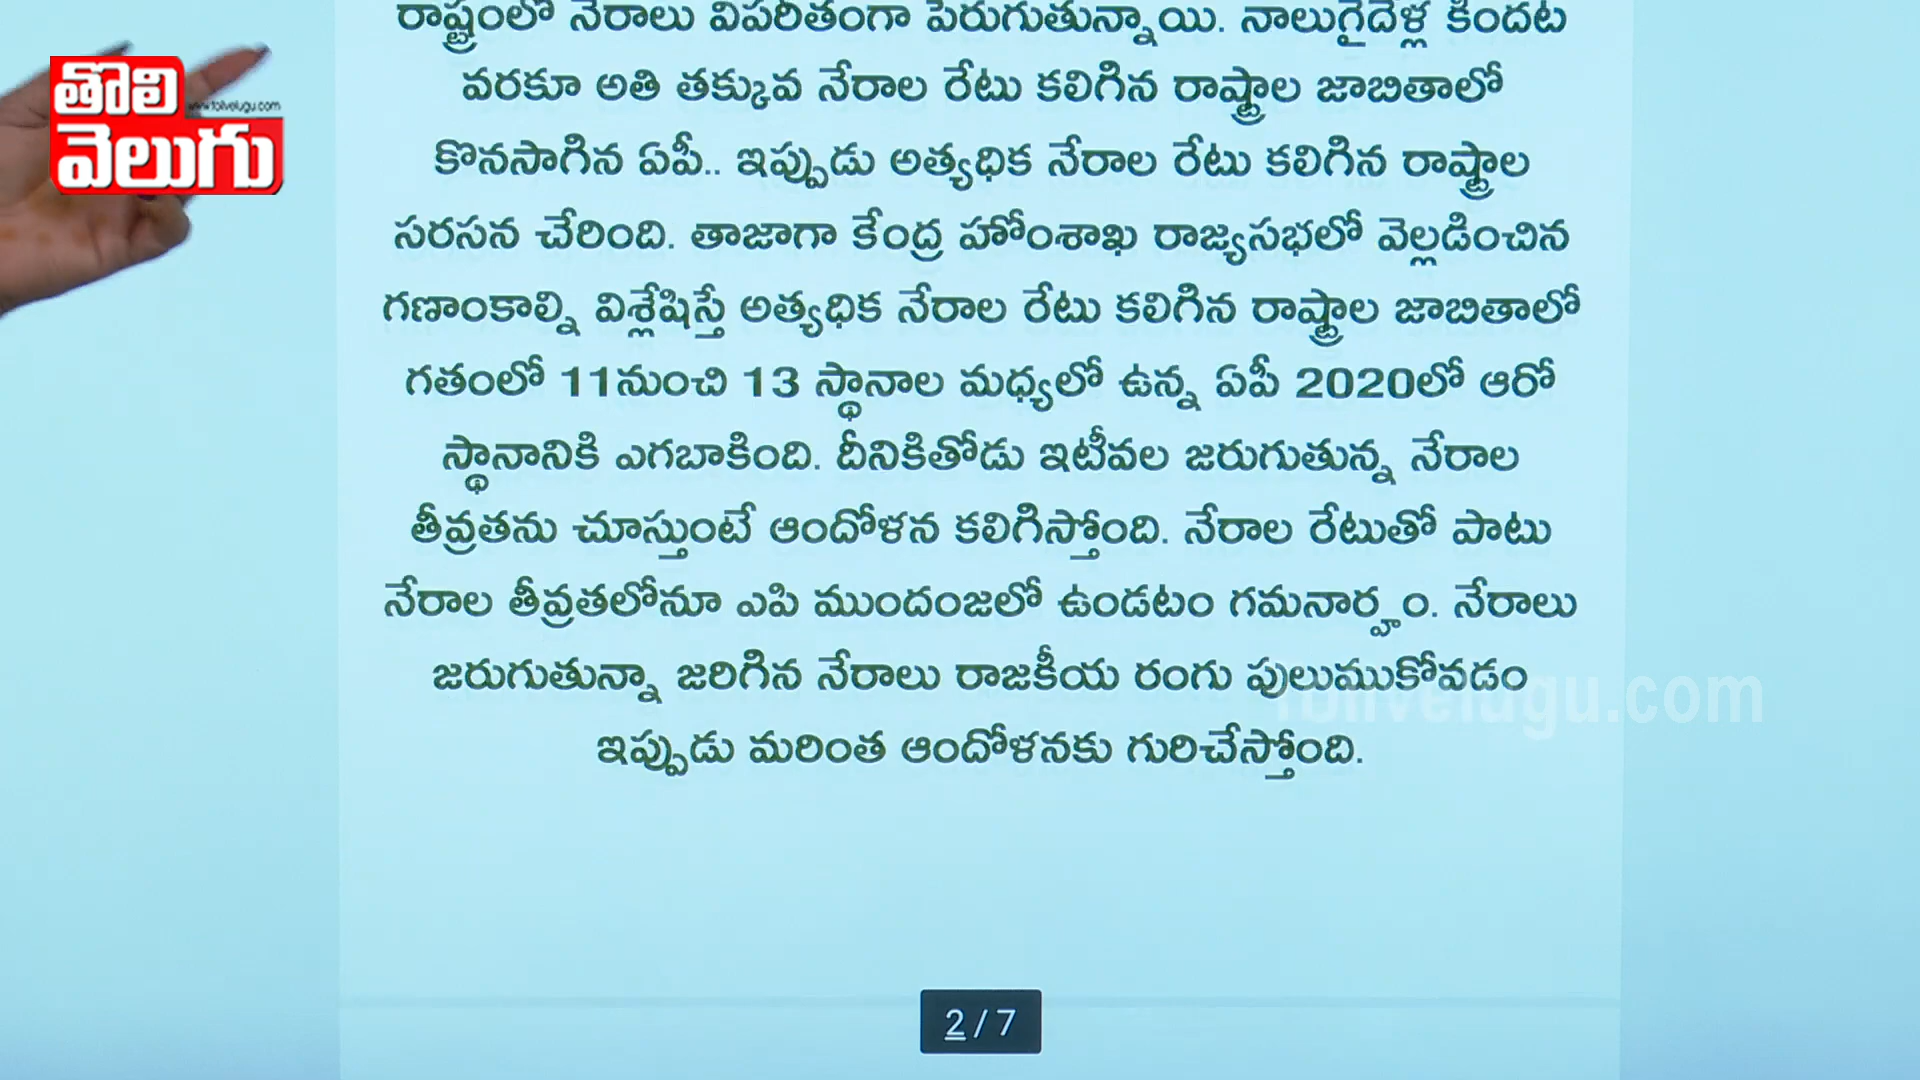 రాష్ట్రంలో నేరాలు విపరీతంగా పెరుగుతున్నాయి. నాలుగైదేళ్ల కిందట
తొలి
www.tolivelugu.com
వెలుగు
వరకూ అతి తక్కువ నేరాల రేటు కలిగిన రాష్ట్రాల జాబితాలో
కొనసాగిన ఏపీ.. ఇప్పుడు అత్యధిక నేరాల రేటు కలిగిన రాష్ట్రాల
సరసన చేరింది. తాజాగా కేంద్ర హోంశాఖ రాజ్యసభలో వెల్లడించిన
గణాంకాల్ని విశ్లేషిస్తే అత్యధిక నేరాల రేటు కలిగిన రాష్ట్రాల జాబితాలో
గతంలో 11నుంచి 13 స్థానాల మధ్యలో ఉన్న ఏపీ 2020లో ఆరో
స్థానానికి ఎగబాకింది. దీనికితోడు ఇటీవల జరుగుతున్న నేరాల
తీవ్రతను చూస్తుంటే ఆందోళన కలిగిస్తోంది. నేరాల రేటుతో పాటు
నేరాల తీవ్రతలోనూ ఎపి ముందంజలో ఉండటం గమనార్హం. నేరాలు
జరుగుతున్నా జరిగిన నేరాలు రాజకీయ రంగు పులుముకోవడం
Tolivelugu.com
ఇప్పుడు మరింత ఆందోళనకు గురిచేస్తోంది.
2 / 7